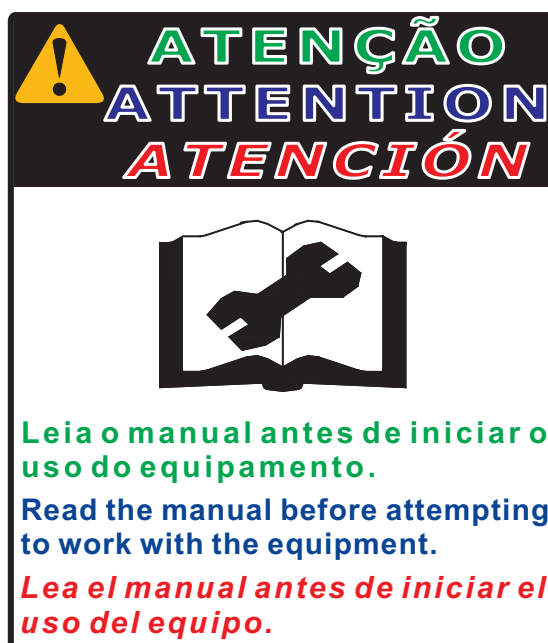 ATENÇÃO
ATTENTION
ATENCIÓN
Leia o manual antes de iniciar o
uso do equipamento.
Read the manual before attempting
to work with the equipment.
Lea el manual antes de iniciar el
uso del equipo.